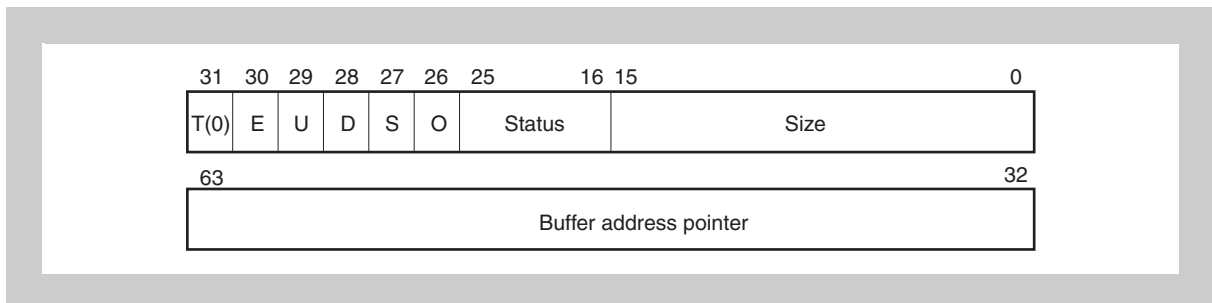 31 30 29 28 27 26 25 16 15 0
T(0) E U D S O Status Size
63 32
Buffer address pointer